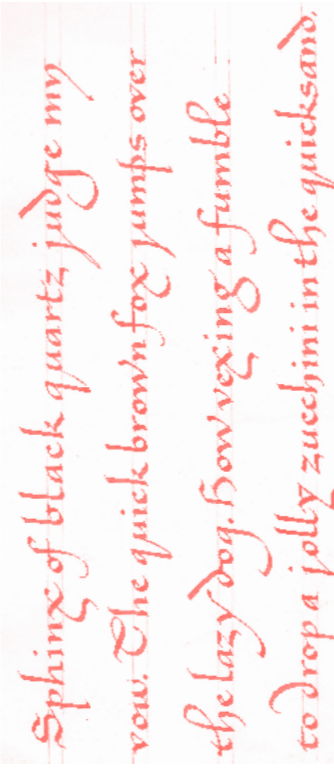 Sphinx of black quartz judge my
vow. The quick brown fox jumps over
the lazy dog. How vexing a fumble
to drop a jolly zucchini in the quicksand.